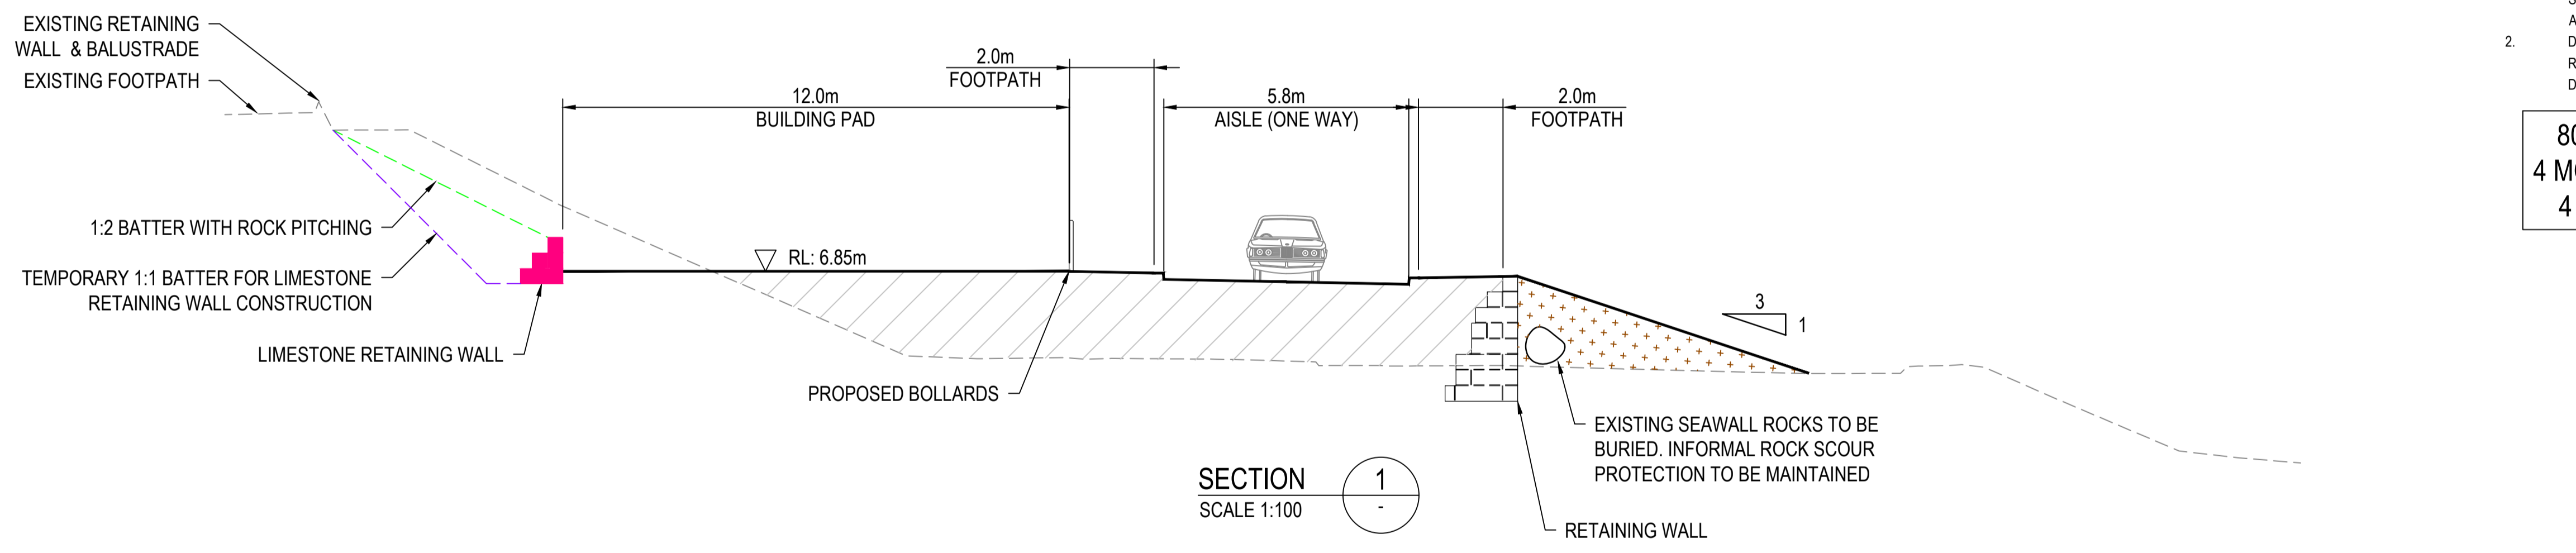 EXISTING RETAINING
WALL & BALUSTRADE
EXISTING FOOTPATH
2.0m
FOOTPATH
12.0m
BUILDING PAD
5.8m
AISLE (ONE WAY)
2.0m
FOOTPATH
1:2 BATTER WITH ROCK PITCHING
TEMPORARY 1:1 BATTER FOR LIMESTONE
RETAINING WALL CONSTRUCTION
LIMESTONE RETAINING WALL
RL: 6.85m
PROPOSED BOLLARDS
3
1
EXISTING SEAWALL ROCKS TO BE
BURIED. INFORMAL ROCK SCOUR
PROTECTION TO BE MAINTAINED
RETAINING WALL
SECTION
SCALE 1:100
1
-
A
2. D
R
D
4